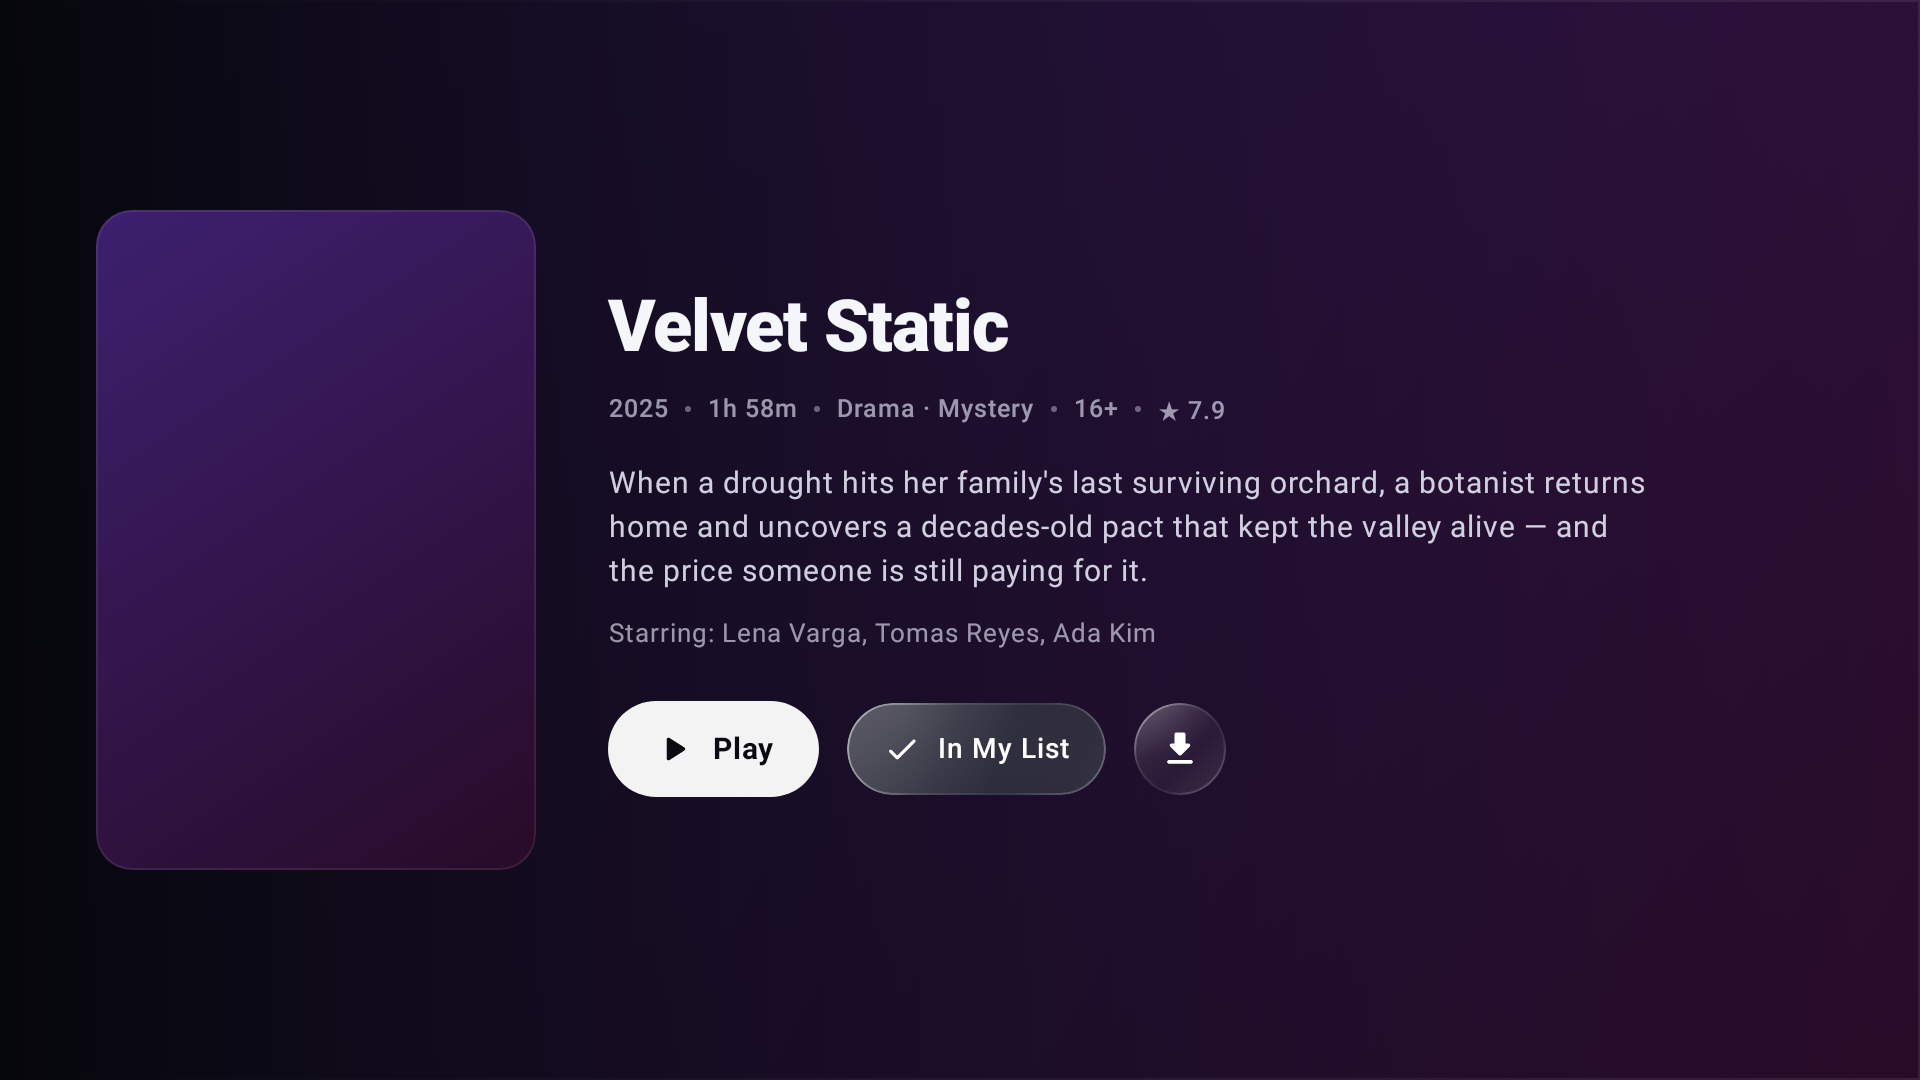 Velvet Static
2025 • 1h 58m • Drama · Mystery • 16+ • ★ 7.9
When a drought hits her family's last surviving orchard, a botanist returns
home and uncovers a decades-old pact that kept the valley alive — and
the price someone is still paying for it.
Starring: Lena Varga, Tomas Reyes, Ada Kim
Play
In My List